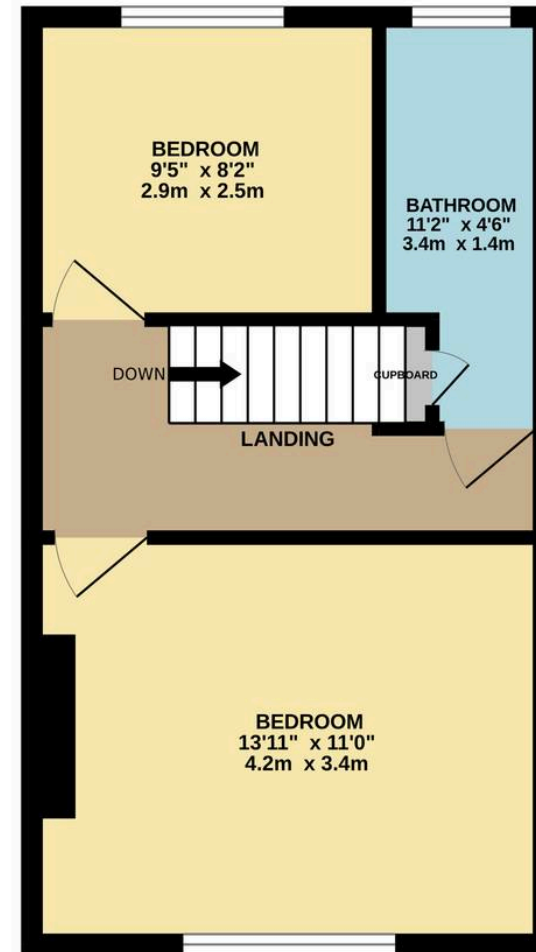 BEDROOM
9'5" x 8'2"
2.9m x 2.5m
BATHROOM
11'2" x 4'6"
3.4m x 1.4m
DOWN
CUPBOARD
LANDING
BEDROOM
13'11" x 11'0"
4.2m x 3.4m